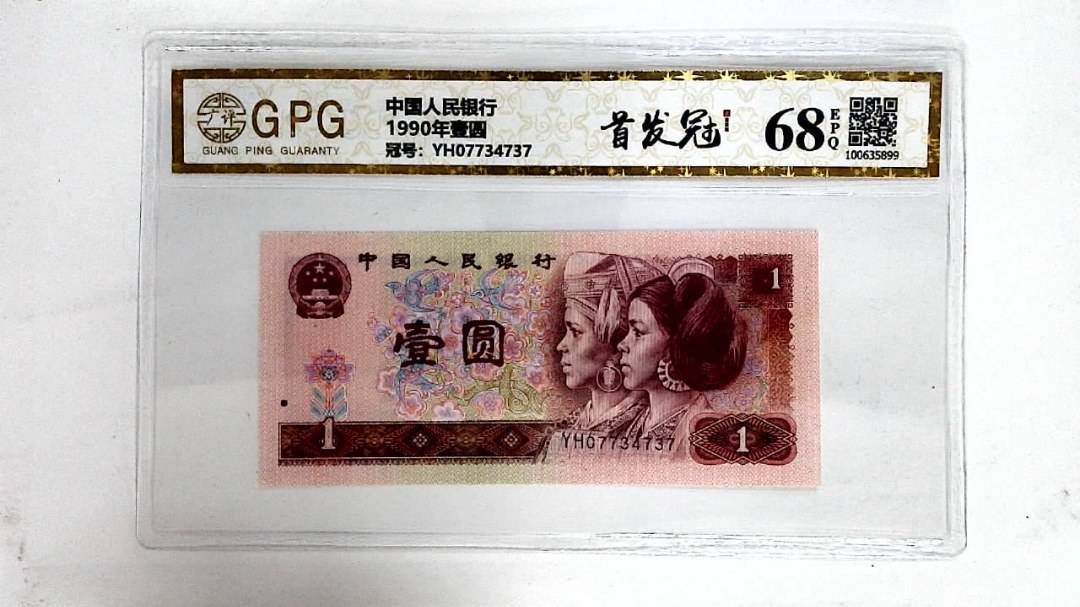 广评
GPG
GUANG PING GUARANTY
中国人民银行
1990年壹圆
冠号：YH07734737
首发冠
68
EPQ
100635899
中国人民银行
1
壹圆
1
YH07734737
1